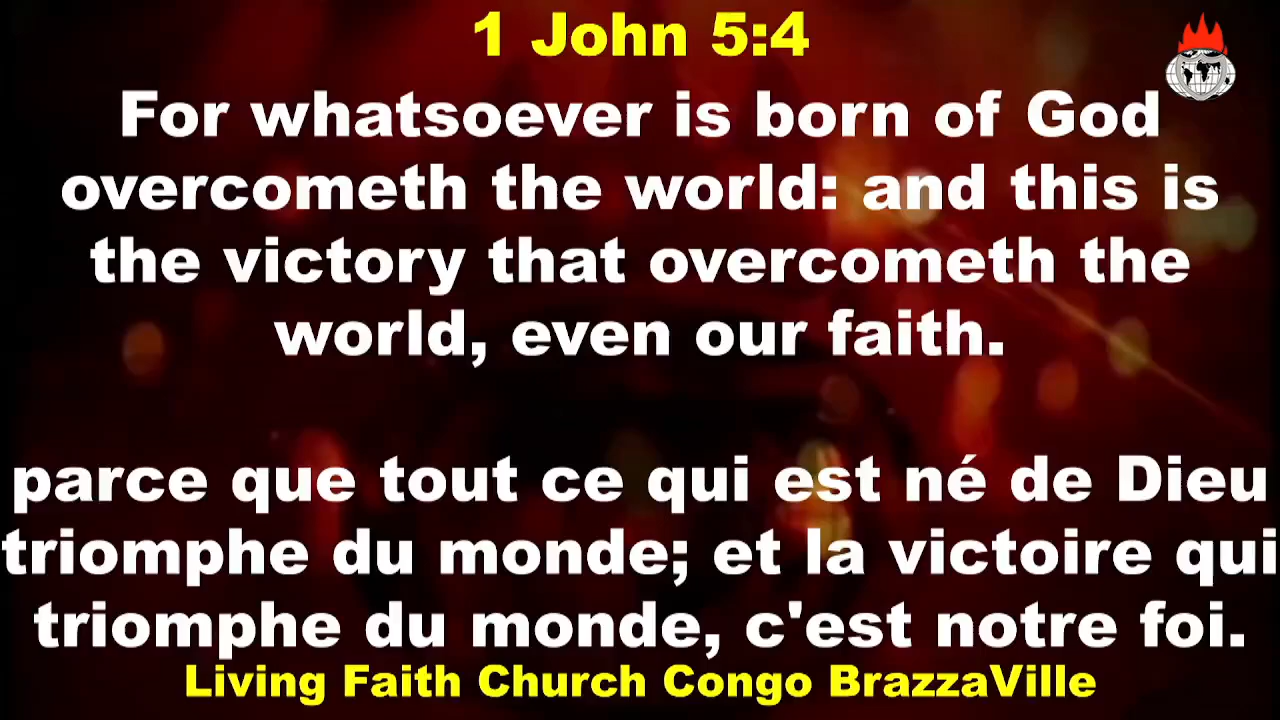 1 John 5:4
For whatsoever is born of God
overcometh the world: and this is
the victory that overcometh the
world, even our faith.
parce que tout ce qui est né de Dieu
triomphe du monde; et la victoire qui
triomphe du monde, c'est notre foi.
Living Faith Church Congo BrazzaVille